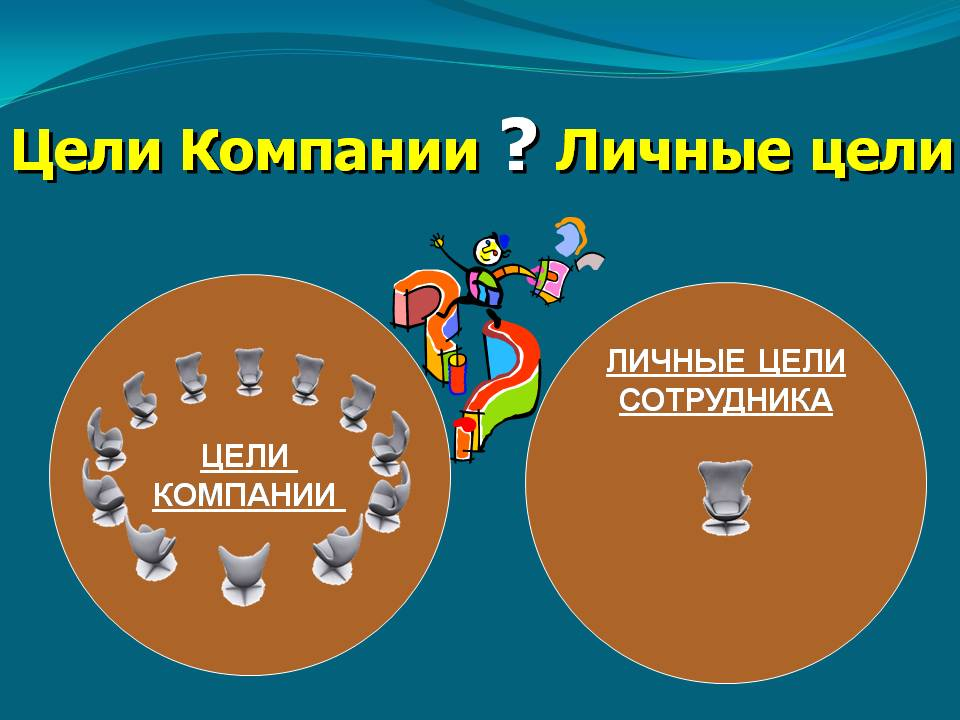 Цели Компании ? Личные цели
ЦЕЛИ
КОМПАНИИ
ЛИЧНЫЕ ЦЕЛИ
СОТРУДНИКА